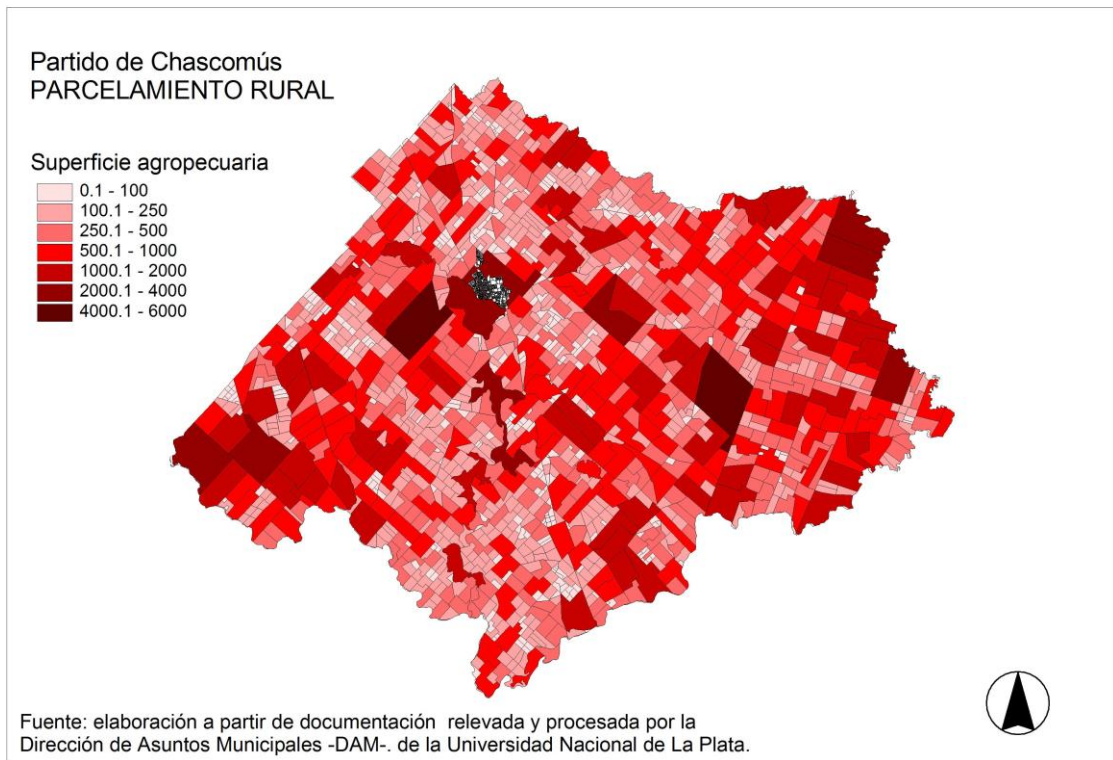 Partido de Chascomús
PARCELAMIENTO RURAL
Superficie agropecuaria
0.1 - 100
100.1 - 250
250.1 - 500
500.1 - 1000
1000.1 - 2000
2000.1 - 4000
4000.1 - 6000
Fuente: elaboración a partir de documentación relevada y procesada por la
Dirección de Asuntos Municipales -DAM-. de la Universidad Nacional de La Plata.